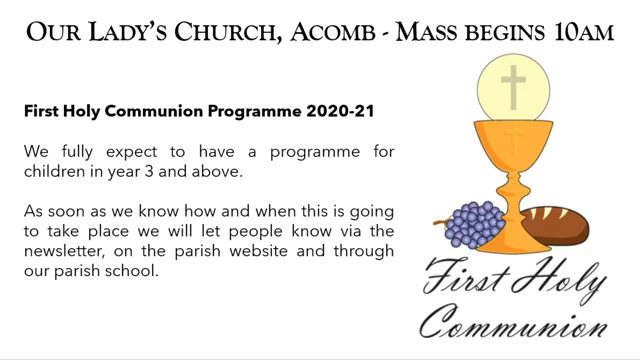 Our Lady's Church, Acomb - Mass begins 10am
First Holy Communion Programme 2020-21
We fully expect to have a programme for
children in year 3 and above.
As soon as we know how and when this is going
to take place we will let people know via the
newsletter, on the parish website and through
our parish school.
First Holy
Communion